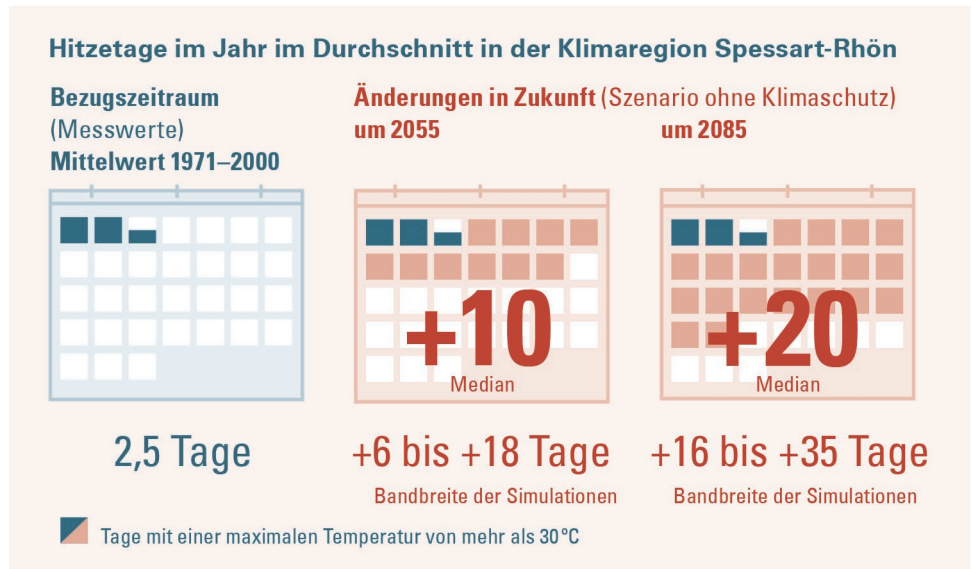 Hitzetage im Jahr im Durchschnitt in der Klimaregion Spessart-Rhön
Bezugszeitraum
(Messwerte)
Mittelwert 1971–2000
Änderungen in Zukunft (Szenario ohne Klimaschutz)
um 2055
um 2085
+10
Median
+20
Median
2,5 Tage
+6 bis +18 Tage
Bandbreite der Simulationen
+16 bis +35 Tage
Bandbreite der Simulationen
Tage mit einer maximalen Temperatur von mehr als 30 °C